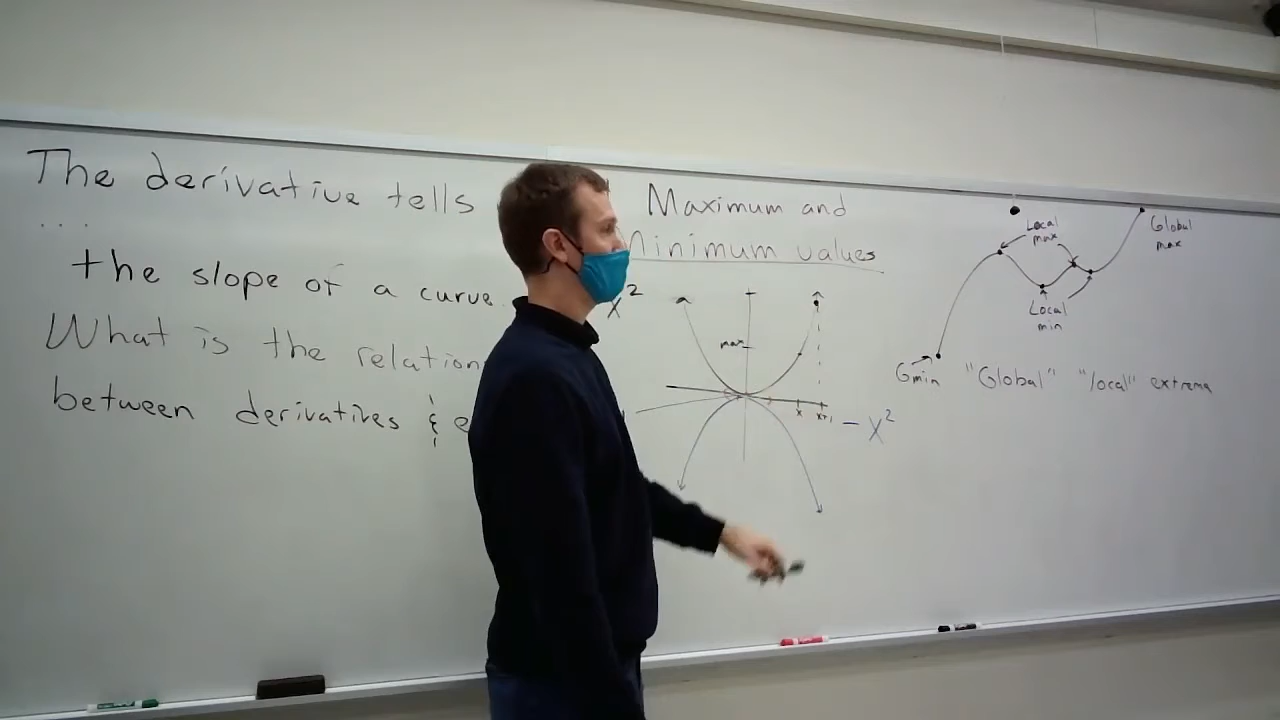 The derivative tells
...
the slope of a curve
What is the relation
between derivatives &
Maximum and
Minimum values
x²
max
x
x+1
- x²
Local
max
Global
max
Local
min
Gmin "Global" "local" extrema